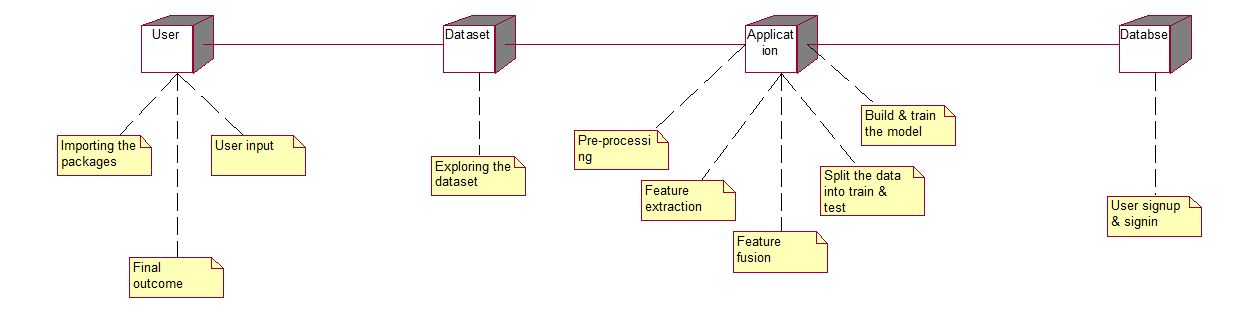 User
Dataset
Applicat
ion
Databse
Importing the
packages
User input
Final
outcome
Exploring the
dataset
Pre-processi
ng
Feature
extraction
Feature
fusion
Split the data
into train &
test
Build & train
the model
User signup
& signin